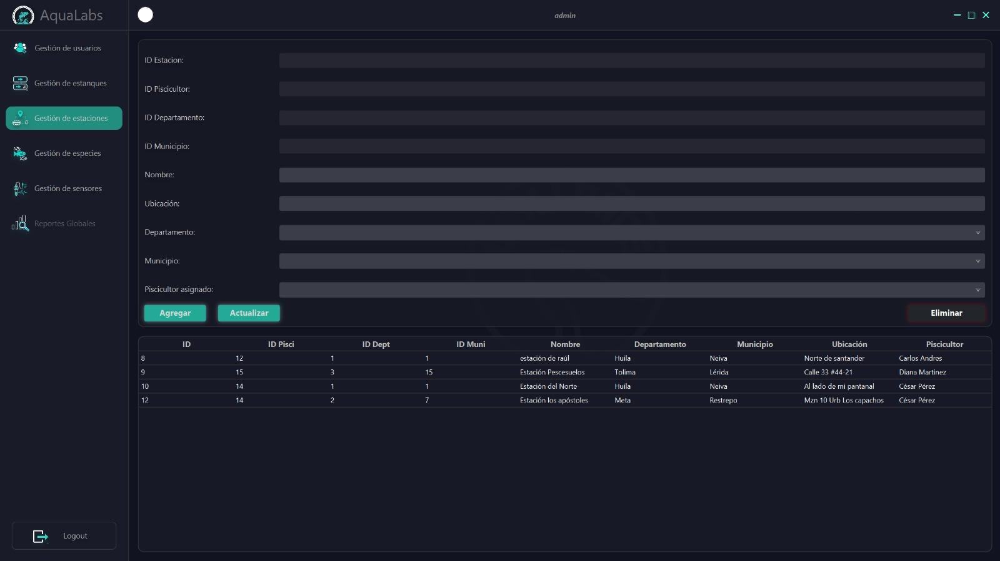 AquaLabs
admin
Gestión de usuarios
Gestión de estanques
Gestión de estaciones
Gestión de especies
Gestión de sensores
Reportes Globales
Logout
ID Estacion:
ID Piscicultor:
ID Departamento:
ID Municipio:
Nombre:
Ubicación:
Departamento:
Municipio:
Piscicultor asignado:
Agregar Actualizar Eliminar
ID ID Pisci ID Dept ID Muni Nombre Departamento Municipio Ubicación Piscicultor
8 12 1 1 estación de raúl Huila Neiva Norte de santander Carlos Andres
9 15 3 15 Estación Pescesuelos Tolima Lérida Calle 33 #44-21 Diana Martinez
10 14 1 1 Estación del Norte Huila Neiva Al lado de mi pantanal César Pérez
12 14 2 7 Estación los apóstoles Meta Restrepo Mzn 10 Urb Los capachos César Pérez